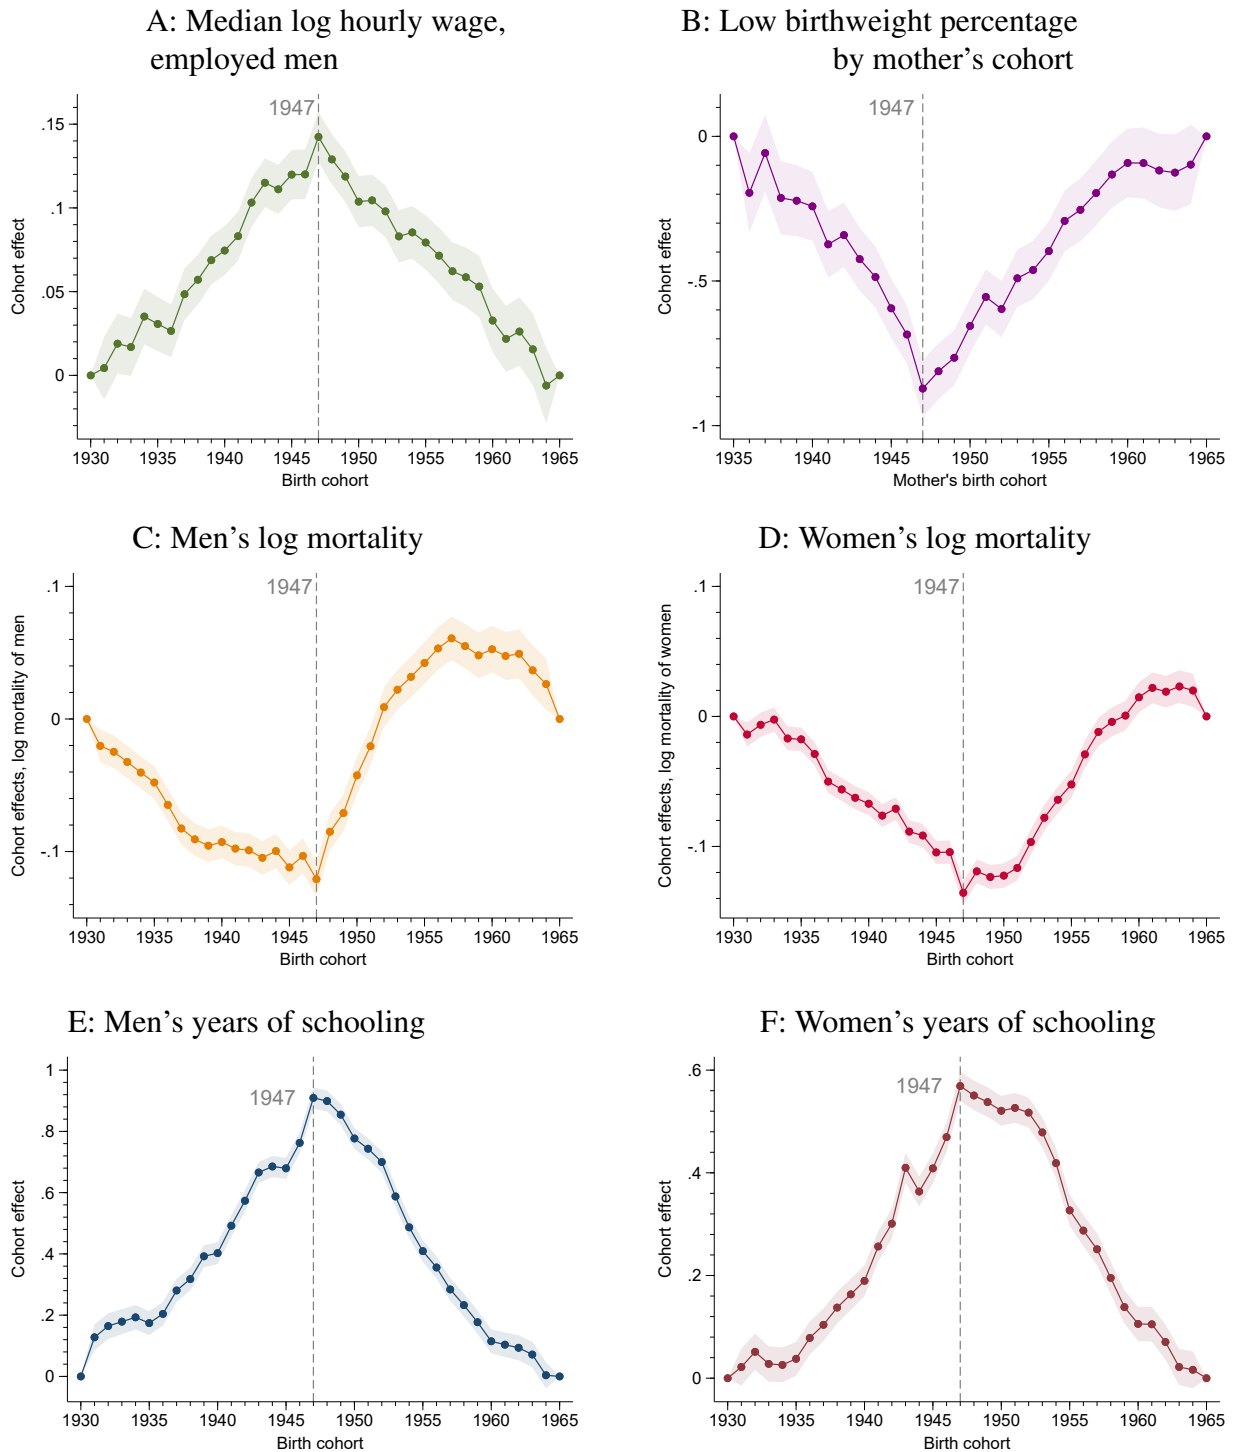 A: Median log hourly wage,
employed men
1947
.15
.1
.05
0
Cohort effect
1930 1935 1940 1945 1950 1955 1960 1965
Birth cohort
B: Low birthweight percentage
by mother's cohort
1947
0
-.5
-1
Cohort effect
1935 1940 1945 1950 1955 1960 1965
Mother's birth cohort
C: Men's log mortality
1947
.1
0
-.1
Cohort effects, log mortality of men
1930 1935 1940 1945 1950 1955 1960 1965
Birth cohort
D: Women's log mortality
1947
.1
0
-.1
Cohort effects, log mortality of women
1930 1935 1940 1945 1950 1955 1960 1965
Birth cohort
E: Men's years of schooling
1947
1
.8
.6
.4
.2
0
Cohort effect
1930 1935 1940 1945 1950 1955 1960 1965
Birth cohort
F: Women's years of schooling
1947
.6
.4
.2
0
Cohort effect
1930 1935 1940 1945 1950 1955 1960 1965
Birth cohort